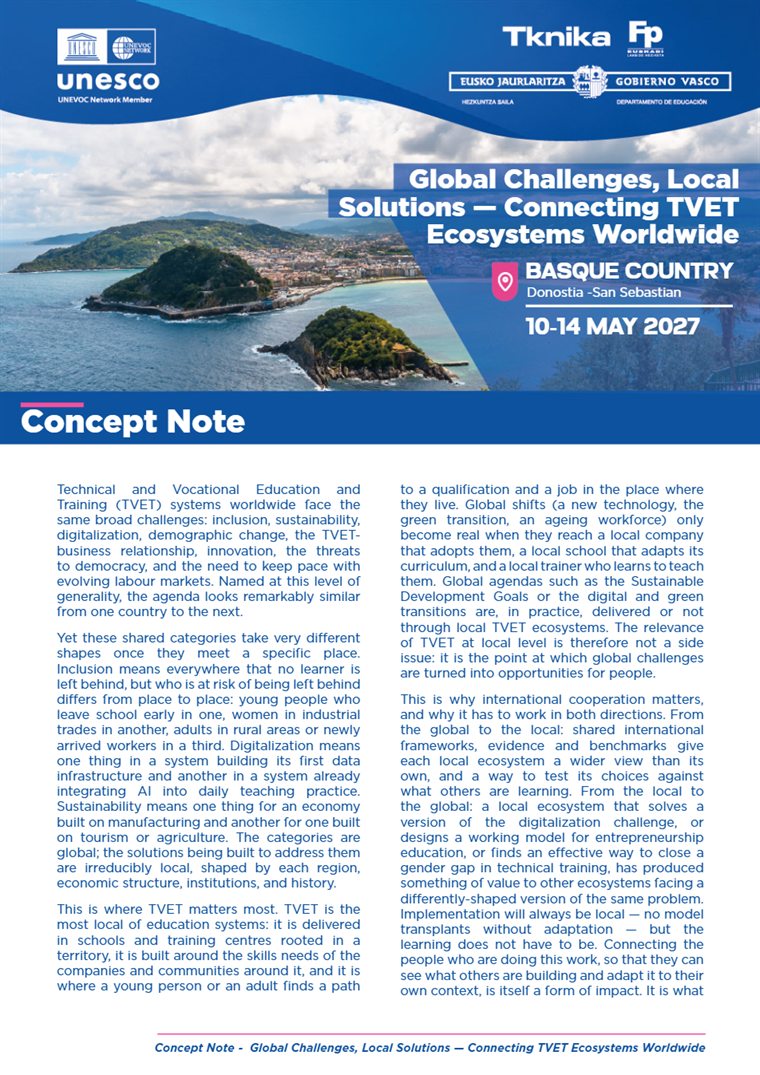 unesco
UNEVOC Network Member
UNEVOC
NETWORK
Tknika
Fp
EUSKADI
EUSKO JAURLARITZA
GOBIERNO VASCO
HEZKUNTZA SAILA
DEPARTAMENTO DE EDUCACIÓN
Global Challenges, Local
Solutions — Connecting TVET
Ecosystems Worldwide
BASQUE COUNTRY
Donostia -San Sebastian
10-14 MAY 2027
Concept Note
Technical and Vocational Education and
Training (TVET) systems worldwide face the
same broad challenges: inclusion, sustainability,
digitalization, demographic change, the TVET-
business relationship, innovation, the threats
to democracy, and the need to keep pace with
evolving labour markets. Named at this level of
generality, the agenda looks remarkably similar
from one country to the next.
Yet these shared categories take very different
shapes once they meet a specific place.
Inclusion means everywhere that no learner is
left behind, but who is at risk of being left behind
differs from place to place: young people who
leave school early in one, women in industrial
trades in another, adults in rural areas or newly
arrived workers in a third. Digitalization means
one thing in a system building its first data
infrastructure and another in a system already
integrating AI into daily teaching practice.
Sustainability means one thing for an economy
built on manufacturing and another for one built
on tourism or agriculture. The categories are
global; the solutions being built to address them
are irreducibly local, shaped by each region,
economic structure, institutions, and history.
This is where TVET matters most. TVET is the
most local of education systems: it is delivered
in schools and training centres rooted in a
territory, it is built around the skills needs of the
companies and communities around it, and it is
where a young person or an adult finds a path
to a qualification and a job in the place where
they live. Global shifts (a new technology, the
green transition, an ageing workforce) only
become real when they reach a local company
that adopts them, a local school that adapts its
curriculum, and a local trainer who learns to teach
them. Global agendas such as the Sustainable
Development Goals or the digital and green
transitions are, in practice, delivered or not
through local TVET ecosystems. The relevance
of TVET at local level is therefore not a side
issue: it is the point at which global challenges
are turned into opportunities for people.
This is why international cooperation matters,
and why it has to work in both directions. From
the global to the local: shared international
frameworks, evidence and benchmarks give
each local ecosystem a wider view than its
own, and a way to test its choices against
what others are learning. From the local to
the global: a local ecosystem that solves a
version of the digitalization challenge, or
designs a working model for entrepreneurship
education, or finds an effective way to close a
gender gap in technical training, has produced
something of value to other ecosystems facing a
differently-shaped version of the same problem.
Implementation will always be local — no model
transplants without adaptation — but the
learning does not have to be. Connecting the
people who are doing this work, so that they can
see what others are building and adapt it to their
own context, is itself a form of impact. It is what
Concept Note - Global Challenges, Local Solutions — Connecting TVET Ecosystems Worldwide